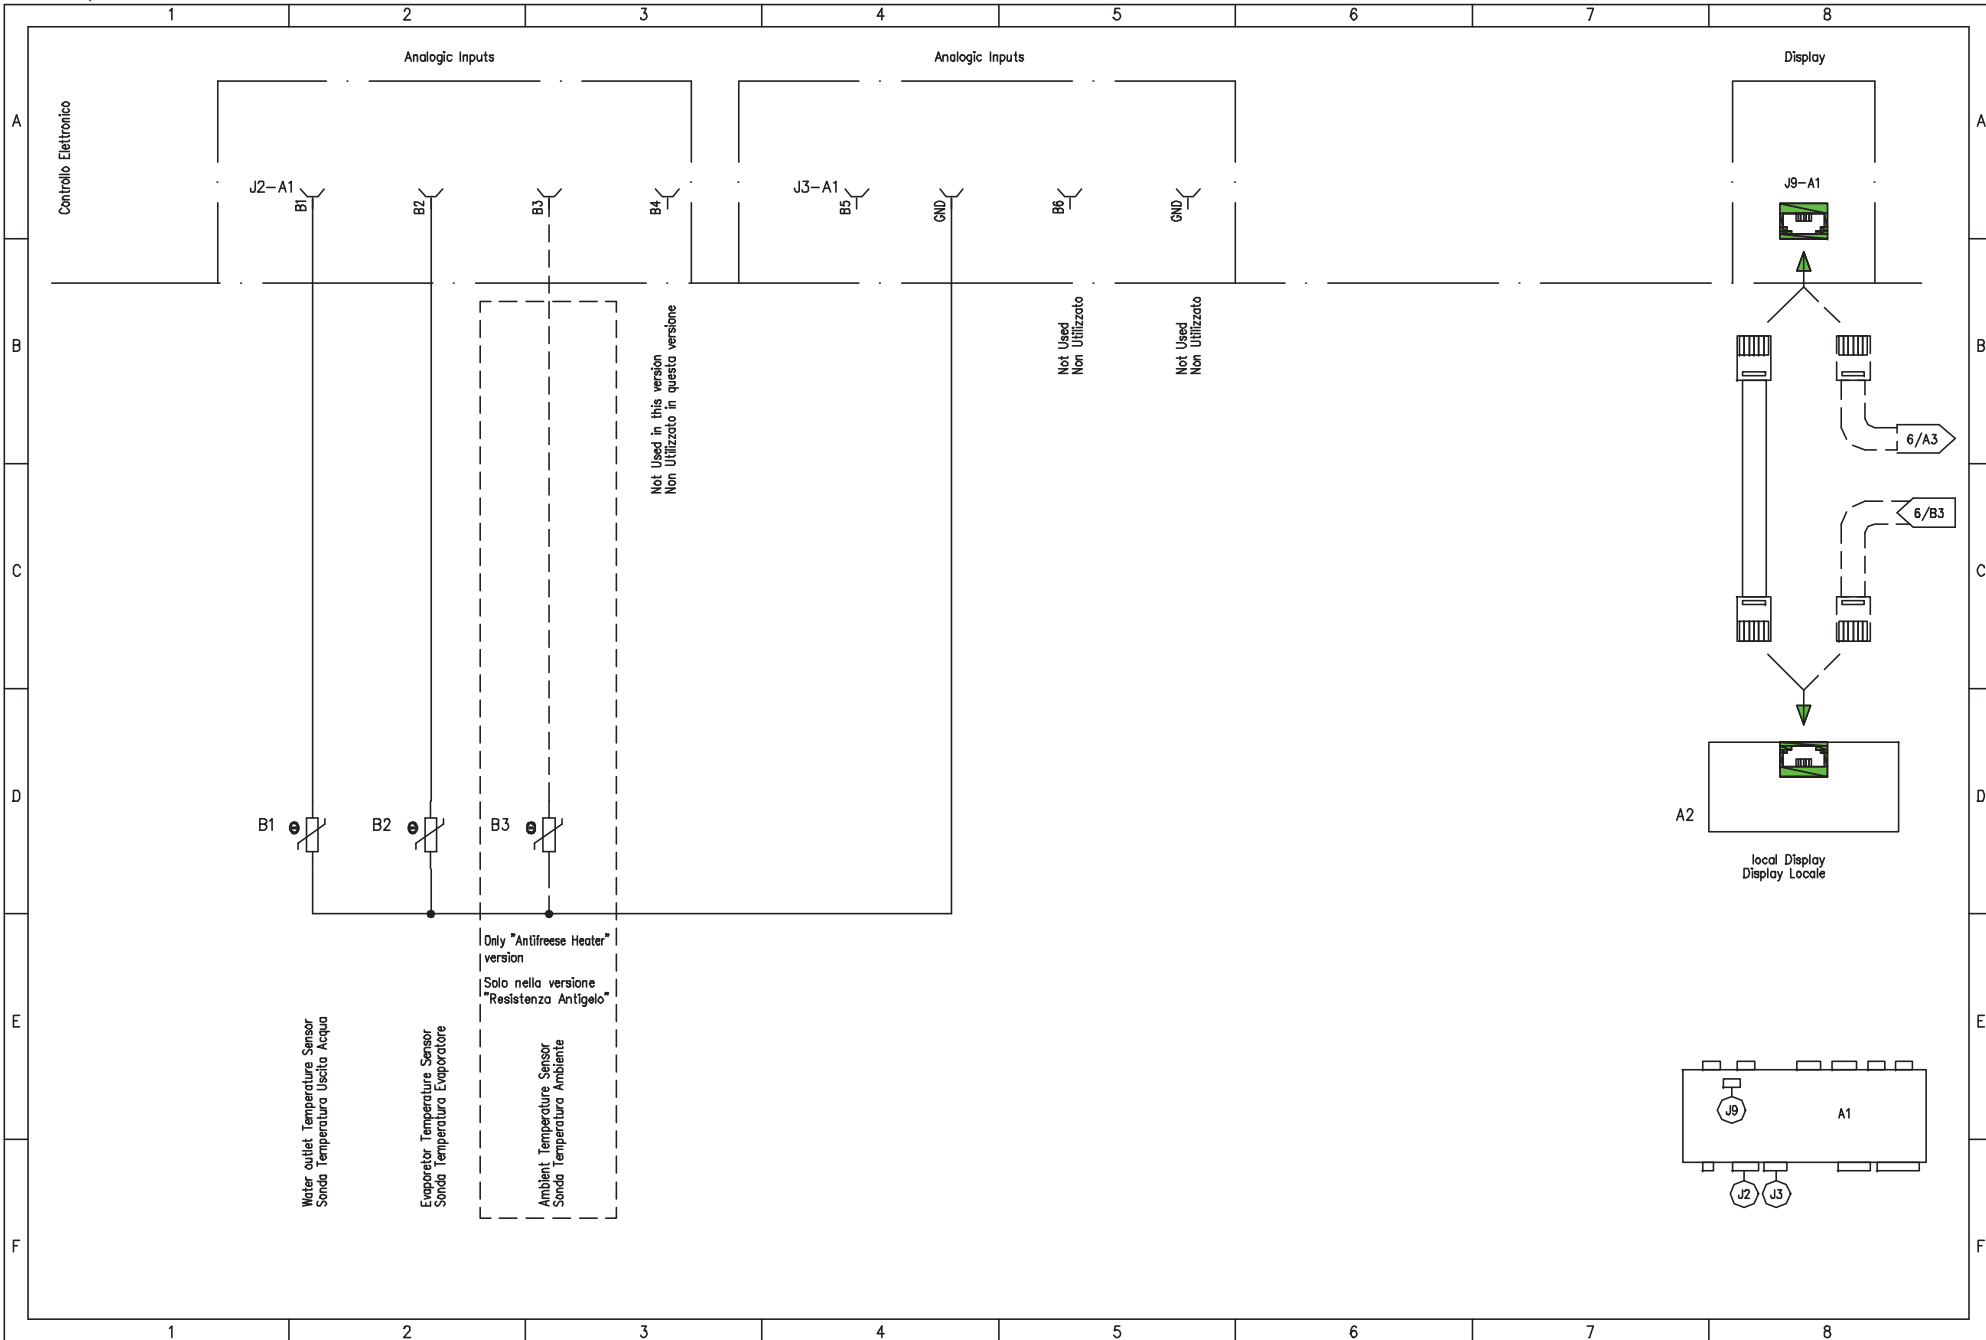 1 2 3 4 5 6 7 8
Analogic Inputs
Analogic Inputs
Display
A
A
Controllo Elettronico
J2-A1
B1
B2
B3
B4
J3-A1
B5
GND
B6
GND
J9-A1
B
B
Not Used in this version
Non Utilizzato in questa versione
Not Used
Non Utilizzato
Not Used
Non Utilizzato
6/A3
6/B3
C
C
D
D
B1
B2
B3
A2
local Display
Display Locale
Only "Antifreese Heater"
version
Solo nella versione
"Resistenza Antigelo"
E
E
Water outlet Temperature Sensor
Sonda Temperatura Uscita Acqua
Evaporetor Temperature Sensor
Sonda Temperatura Evaporatore
Ambient Temperature Sensor
Sonda Temperatura Ambiente
J9
A1
J2
J3
F
F
1 2 3 4 5 6 7 8